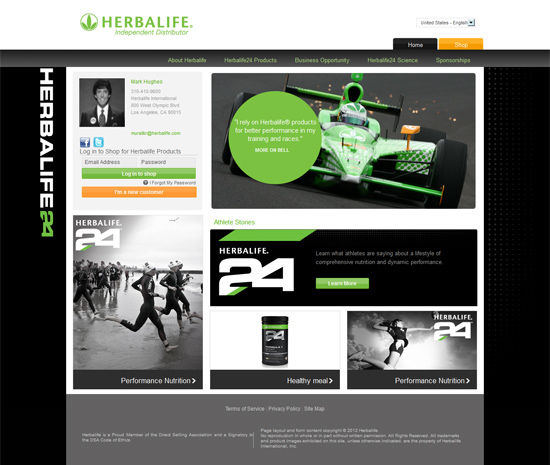 HERBALIFE.
Independent Distributor
United States - English
Home
Shop
About Herbalife
Herbalife24 Products
Business Opportunity
Herbalife24 Science
Sponsorships
HERBALIFE24
Mark Hughes
310-410-9600
Herbalife International
800 West Olympic Blvd
Los Angeles, CA 90015
Log in to Shop for Herbalife Products
Email Address
Password
Log in to shop
I Forgot My Password
I'm a new customer
"I rely on Herbalife® products
for better performance in my
training and races."
MORE ON BELL
HERBALIFE.
24
Performance Nutrition
Athlete Stories
HERBALIFE.
24
Learn what athletes are saying about a lifestyle of
comprehensive nutrition and dynamic performance.
Learn More
Healthy meal
HERBALIFE.
24
Performance Nutrition
Terms of Service | Privacy Policy | Site Map
Herbalife is a Proud Member of the Direct Selling Association and a Signatory to
the DSA Code of Ethics
Page layout and form content copyright © 2012 Herbalife.
No reproduction in whole or in part without written permission. All Rights Reserved. All trademarks
and product images exhibited on this site, unless otherwise indicated, are the property of Herbalife
International, Inc.